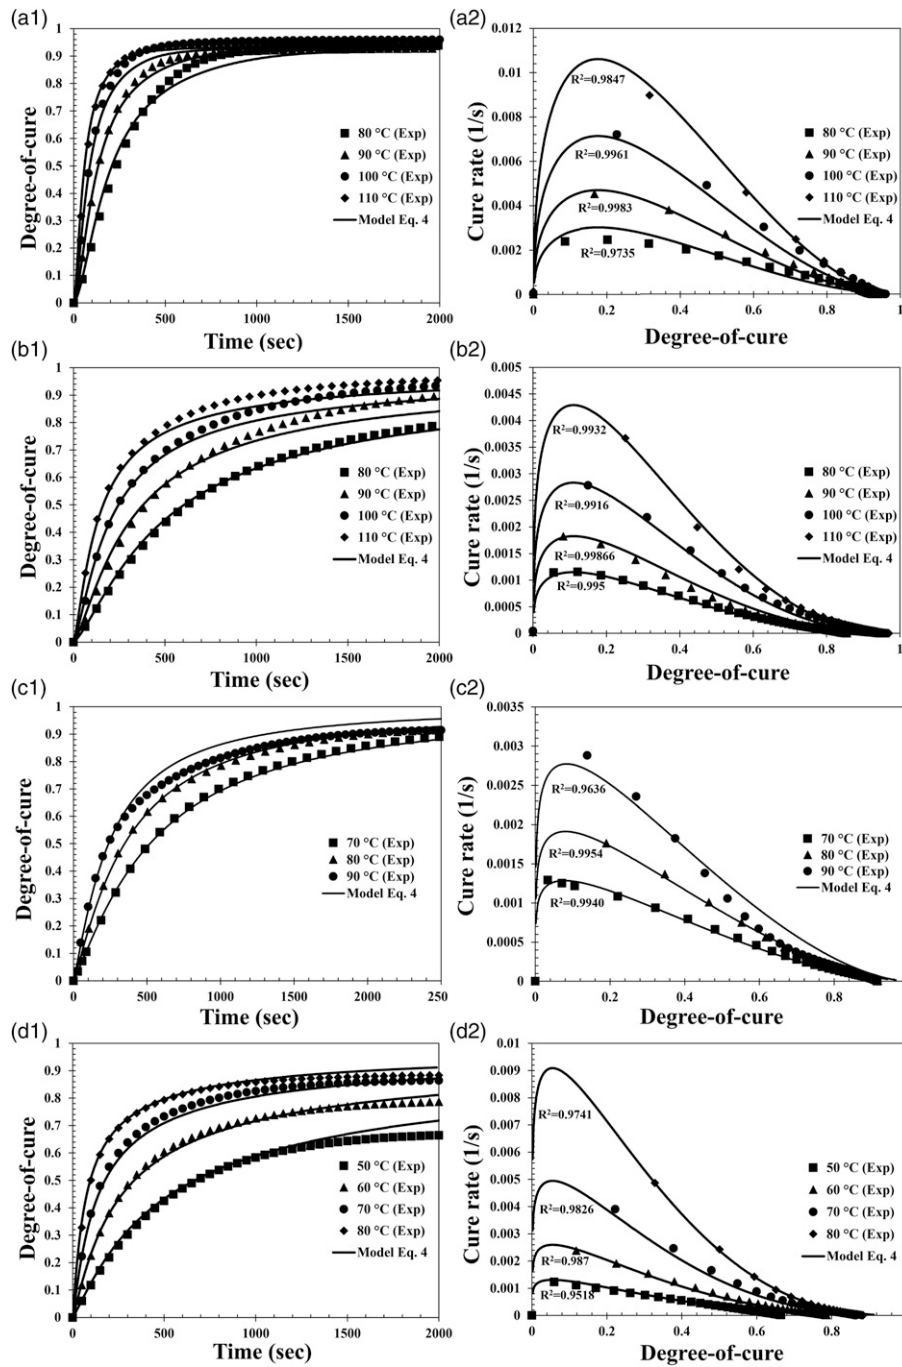 (a1)
1
0.9
0.8
0.7
0.6
0.5
0.4
0.3
0.2
0.1
0
Degree-of-cure
80 °C (Exp)
90 °C (Exp)
100 °C (Exp)
110 °C (Exp)
Model Eq. 4
0 500 1000 1500 2000
Time (sec)
(a2)
0.012
0.01
0.008
0.006
0.004
0.002
0
Cure rate (1/s)
R²=0.9847
R²=0.9961
R²=0.9983
R²=0.9735
80 °C (Exp)
90 °C (Exp)
100 °C (Exp)
110 °C (Exp)
Model Eq. 4
0 0.2 0.4 0.6 0.8 1
Degree-of-cure
(b1)
1
0.9
0.8
0.7
0.6
0.5
0.4
0.3
0.2
0.1
0
Degree-of-cure
80 °C (Exp)
90 °C (Exp)
100 °C (Exp)
110 °C (Exp)
Model Eq. 4
0 500 1000 1500 2000
Time (sec)
(b2)
0.005
0.0045
0.004
0.0035
0.003
0.0025
0.002
0.0015
0.001
0.0005
0
Cure rate (1/s)
R²=0.9932
R²=0.9916
R²=0.99866
R²=0.995
80 °C (Exp)
90 °C (Exp)
100 °C (Exp)
110 °C (Exp)
Model Eq. 4
0 0.2 0.4 0.6 0.8 1
Degree-of-cure
(c1)
1
0.9
0.8
0.7
0.6
0.5
0.4
0.3
0.2
0.1
0
Degree-of-cure
70 °C (Exp)
80 °C (Exp)
90 °C (Exp)
Model Eq. 4
0 500 1000 1500 2000 250
Time (sec)
(c2)
0.0035
0.003
0.0025
0.002
0.0015
0.001
0.0005
0
Cure rate (1/s)
R²=0.9636
R²=0.9954
R²=0.9940
70 °C (Exp)
80 °C (Exp)
90 °C (Exp)
Model Eq. 4
0 0.2 0.4 0.6 0.8
Degree-of-cure
(d1)
1
0.9
0.8
0.7
0.6
0.5
0.4
0.3
0.2
0.1
0
Degree-of-cure
50 °C (Exp)
60 °C (Exp)
70 °C (Exp)
80 °C (Exp)
Model Eq. 4
0 500 1000 1500 2000
Time (sec)
(d2)
0.01
0.009
0.008
0.007
0.006
0.005
0.004
0.003
0.002
0.001
0
Cure rate (1/s)
R²=0.9741
R²=0.9826
R²=0.987
R²=0.9518
50 °C (Exp)
60 °C (Exp)
70 °C (Exp)
80 °C (Exp)
Model Eq. 4
0 0.2 0.4 0.6 0.8
Degree-of-cure